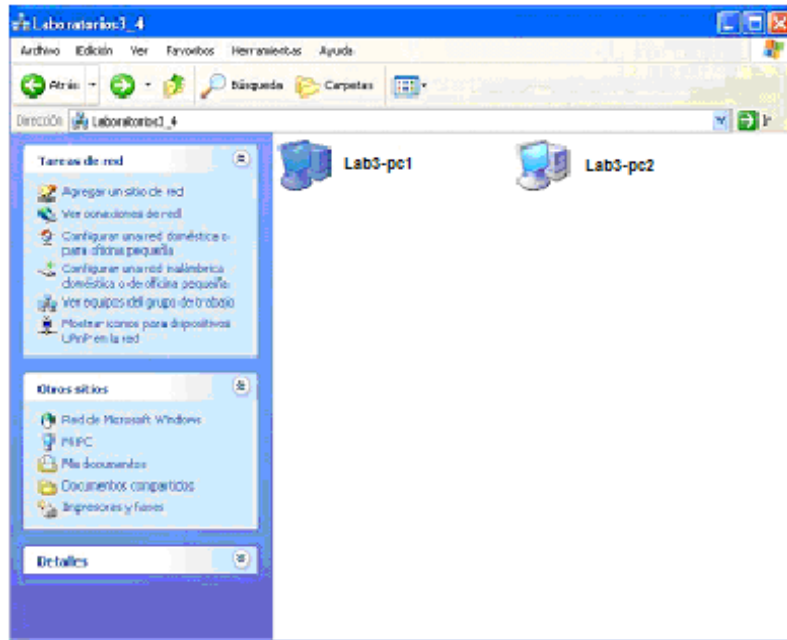 Laboratorios3_4
Archivo Edición Ver Favoritos Herramientas Ayuda
Atrás Búsqueda Carpetas
Dirección Laboratorios3_4 Ir
Tareas de red
Agregar un sitio de red
Ver conexiones de red
Configurar una red doméstica o
para oficina pequeña
Configurar una red inalámbrica
doméstica o de oficina pequeña
Ver equipos del grupo de trabajo
Mostrar iconos para dispositivos
UPnP en la red
Otros sitios
Red de Microsoft Windows
Mi PC
Mis documentos
Documentos compartidos
Impresoras y faxes
Detalles
Lab3-pc1
Lab3-pc2